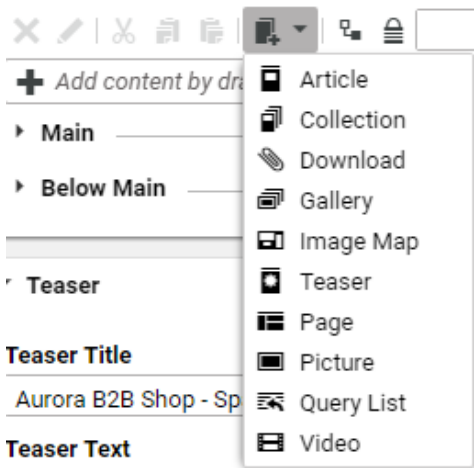 Add content by dra
Article
Collection
Main
Download
Below Main
Gallery
Image Map
Teaser
Teaser
Page
Teaser Title
Picture
Aurora B2B Shop - Sp
Query List
Teaser Text
Video